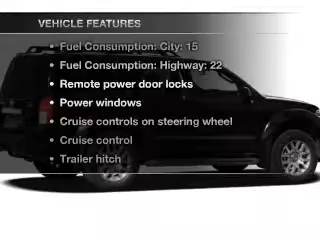 VEHICLE FEATURES
• Fuel Consumption: City: 15
• Fuel Consumption: Highway: 22
• Remote power door locks
• Power windows
• Cruise controls on steering wheel
• Cruise control
• Trailer hitch